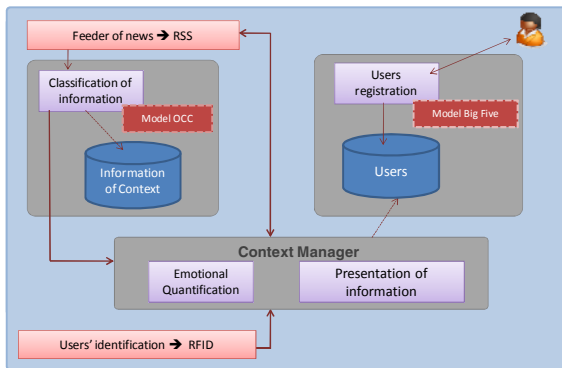 Feeder of news ➔ RSS
Classification of
information
Model OCC
Information
of Context
Users
registration
Model Big Five
Users
Context Manager
Emotional
Quantification
Presentation of
information
Users' identification ➔ RFID